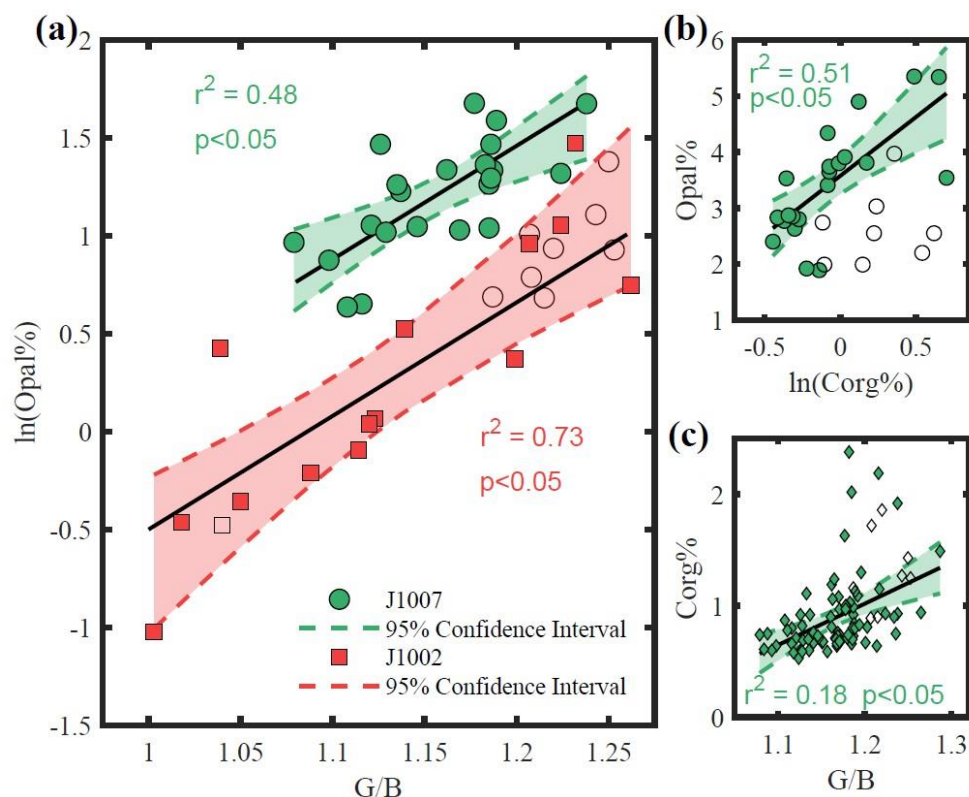 (a)
2
1.5
1
0.5
0
-0.5
-1
-1.5
ln(Opal%)
r² = 0.48
p<0.05
r² = 0.73
p<0.05
J1007
95% Confidence Interval
J1002
95% Confidence Interval
1 1.05 1.1 1.15 1.2 1.25
G/B
(b)
6
5
4
3
2
1
Opal%
r² = 0.51
p<0.05
-0.5 0 0.5
ln(Corg%)
(c)
2
1
0
Corg%
r² = 0.18 p<0.05
1.1 1.2 1.3
G/B